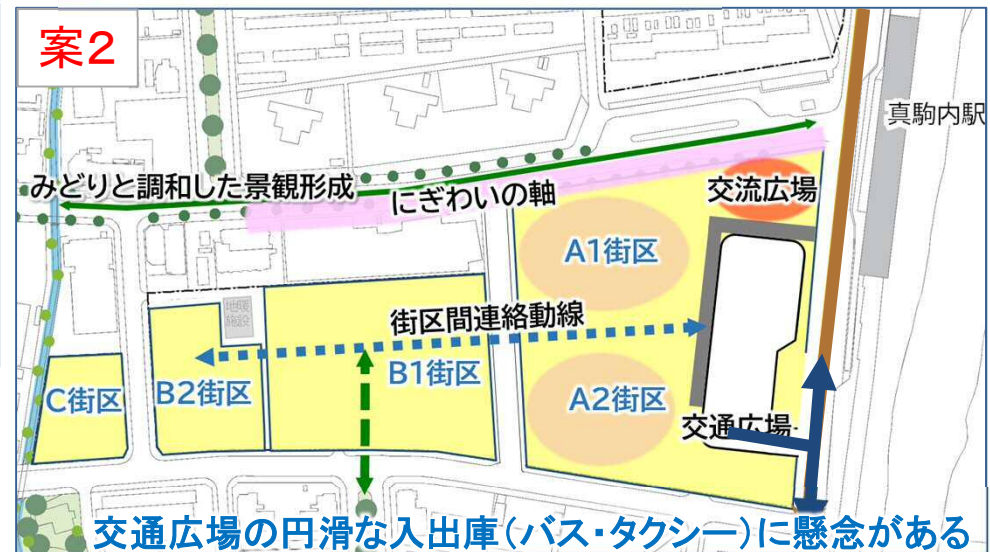 案2
真駒内駅
みどりと調和した景観形成
にぎわいの軸
交流広場
A1街区
地暖
施設
街区間連絡動線
C街区
B2街区
B1街区
A2街区
交通広場
交通広場の円滑な入出庫(バス・タクシー)に懸念がある